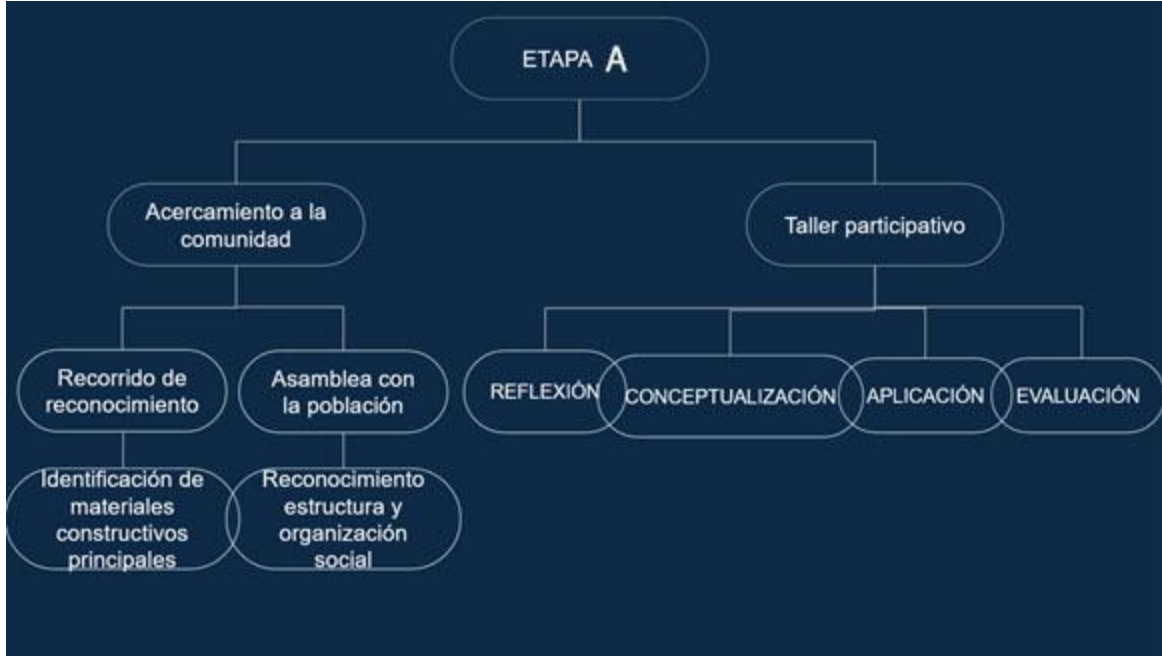 ETAPA A
Acercamiento a la
comunidad
Taller participativo
Recorrido de
reconocimiento
Asamblea con
la población
REFLEXIÓN
CONCEPTUALIZACIÓN
APLICACIÓN
EVALUACIÓN
Identificación de
materiales
constructivos
principales
Reconocimiento
estructura y
organización
social